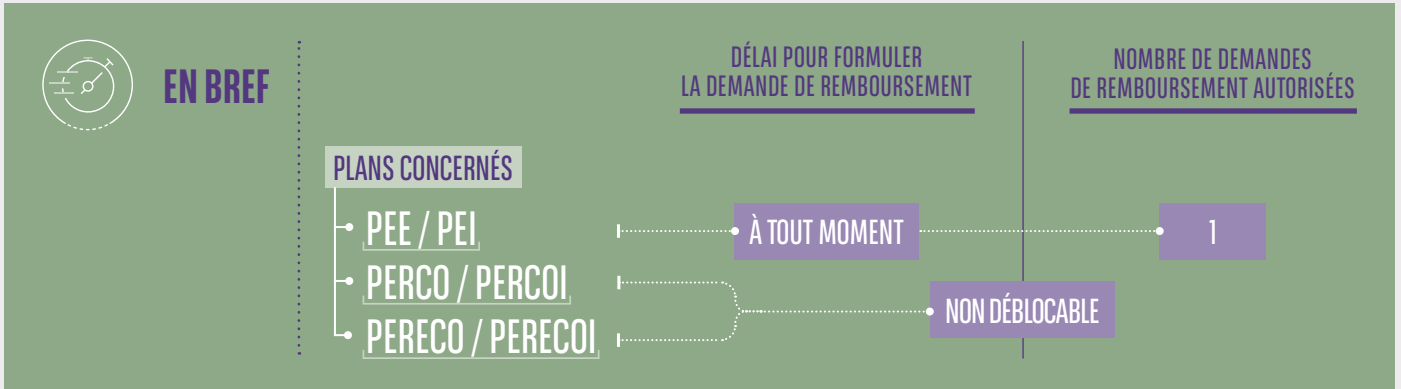 EN BREF
DÉLAI POUR FORMULER
LA DEMANDE DE REMBOURSEMENT
NOMBRE DE DEMANDES
DE REMBOURSEMENT AUTORISÉES
PLANS CONCERNÉS
PEE / PEI
À TOUT MOMENT
1
PERCO / PERCOI
NON DÉBLOCABLE
PERECO / PERECOI